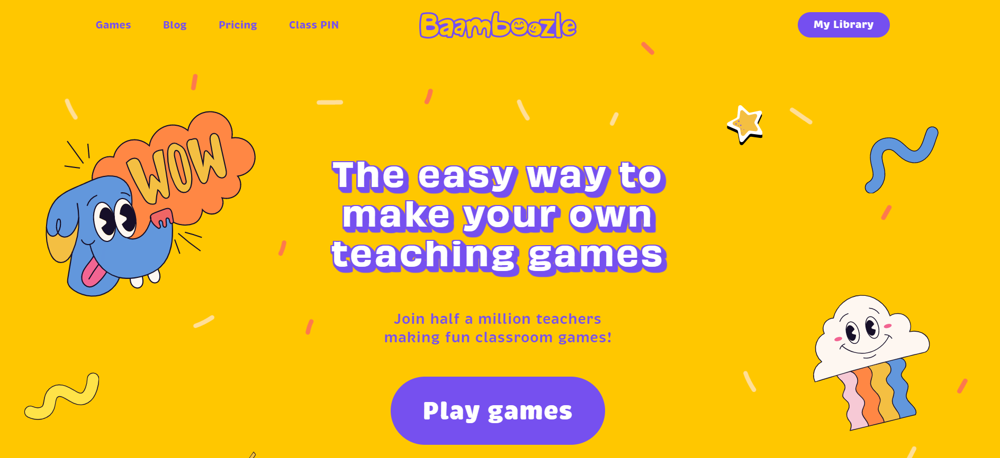 Games Blog Pricing Class PIN Baamboozle My Library
WOW
The easy way to
make your own
teaching games
Join half a million teachers
making fun classroom games!
Play games